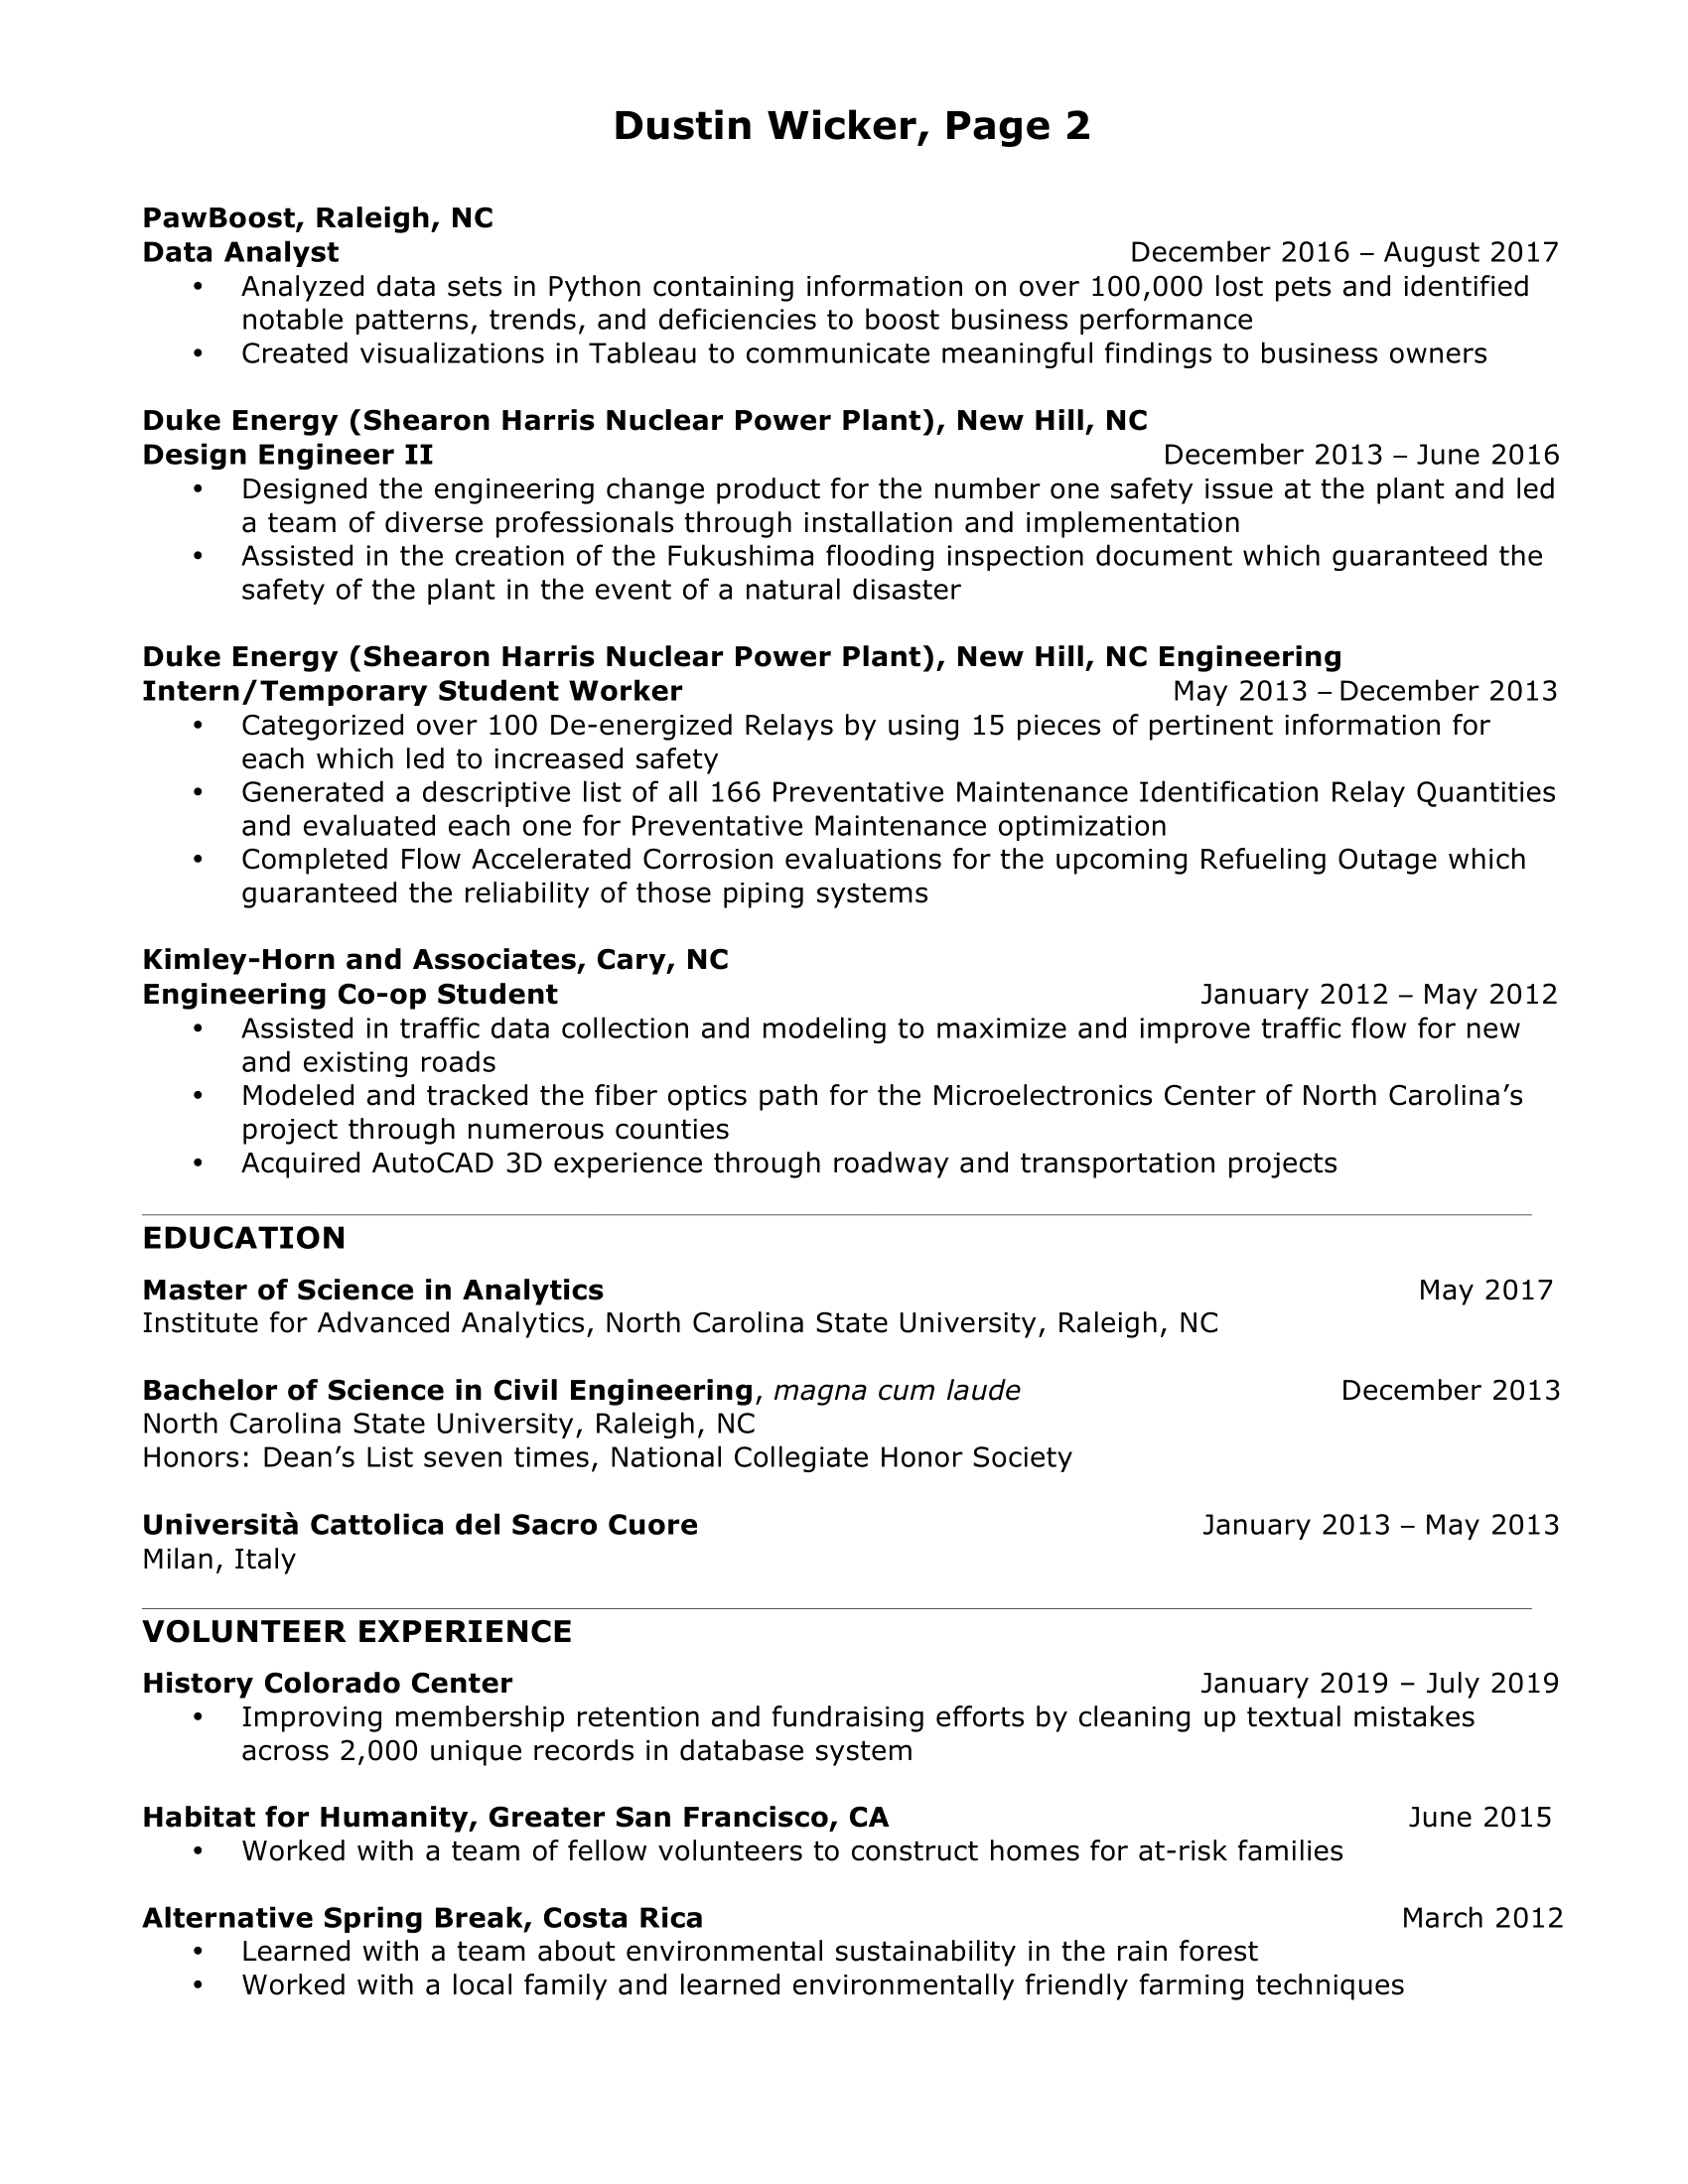 Dustin Wicker, Page 2
PawBoost, Raleigh, NC
Data Analyst December 2016 – August 2017
• Analyzed data sets in Python containing information on over 100,000 lost pets and identified
notable patterns, trends, and deficiencies to boost business performance
• Created visualizations in Tableau to communicate meaningful findings to business owners
Duke Energy (Shearon Harris Nuclear Power Plant), New Hill, NC
Design Engineer II December 2013 – June 2016
• Designed the engineering change product for the number one safety issue at the plant and led
a team of diverse professionals through installation and implementation
• Assisted in the creation of the Fukushima flooding inspection document which guaranteed the
safety of the plant in the event of a natural disaster
Duke Energy (Shearon Harris Nuclear Power Plant), New Hill, NC Engineering
Intern/Temporary Student Worker May 2013 – December 2013
• Categorized over 100 De-energized Relays by using 15 pieces of pertinent information for
each which led to increased safety
• Generated a descriptive list of all 166 Preventative Maintenance Identification Relay Quantities
and evaluated each one for Preventative Maintenance optimization
• Completed Flow Accelerated Corrosion evaluations for the upcoming Refueling Outage which
guaranteed the reliability of those piping systems
Kimley-Horn and Associates, Cary, NC
Engineering Co-op Student January 2012 – May 2012
• Assisted in traffic data collection and modeling to maximize and improve traffic flow for new
and existing roads
• Modeled and tracked the fiber optics path for the Microelectronics Center of North Carolina’s
project through numerous counties
• Acquired AutoCAD 3D experience through roadway and transportation projects
EDUCATION
Master of Science in Analytics May 2017
Institute for Advanced Analytics, North Carolina State University, Raleigh, NC
Bachelor of Science in Civil Engineering, magna cum laude December 2013
North Carolina State University, Raleigh, NC
Honors: Dean’s List seven times, National Collegiate Honor Society
Università Cattolica del Sacro Cuore January 2013 – May 2013
Milan, Italy
VOLUNTEER EXPERIENCE
History Colorado Center January 2019 – July 2019
• Improving membership retention and fundraising efforts by cleaning up textual mistakes
across 2,000 unique records in database system
Habitat for Humanity, Greater San Francisco, CA June 2015
• Worked with a team of fellow volunteers to construct homes for at-risk families
Alternative Spring Break, Costa Rica March 2012
• Learned with a team about environmental sustainability in the rain forest
• Worked with a local family and learned environmentally friendly farming techniques